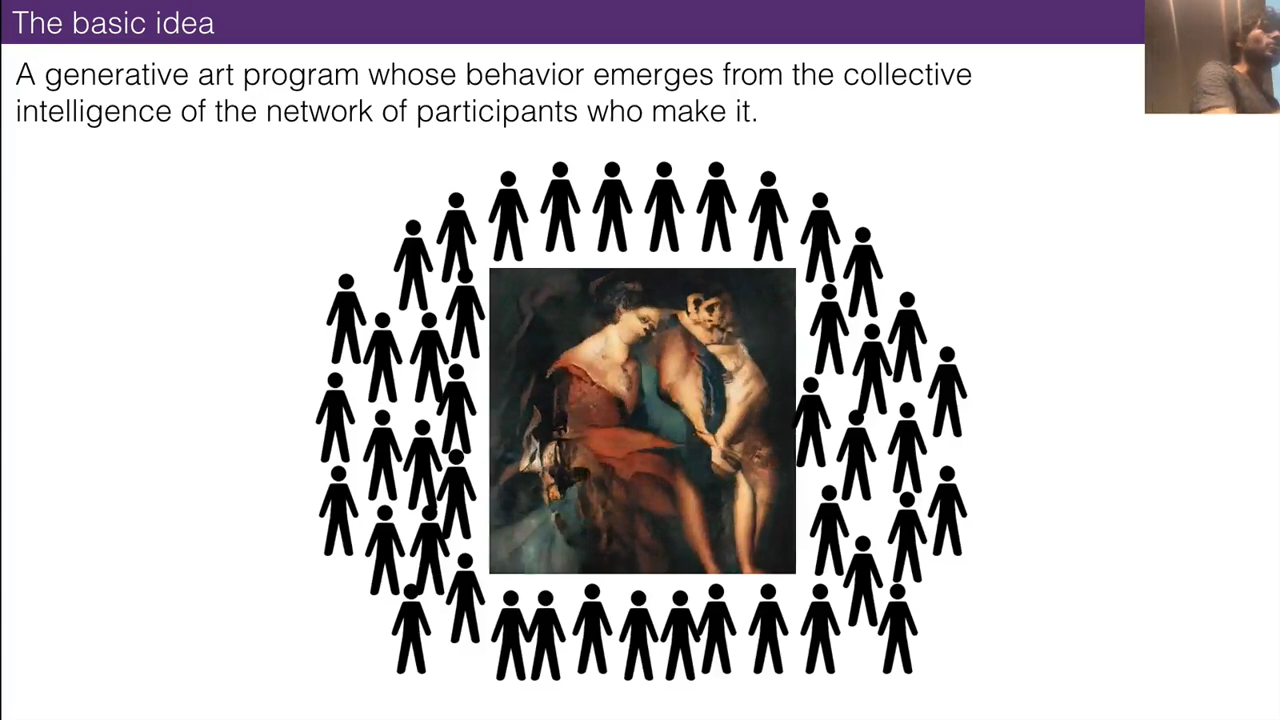 The basic idea
A generative art program whose behavior emerges from the collective
intelligence of the network of participants who make it.